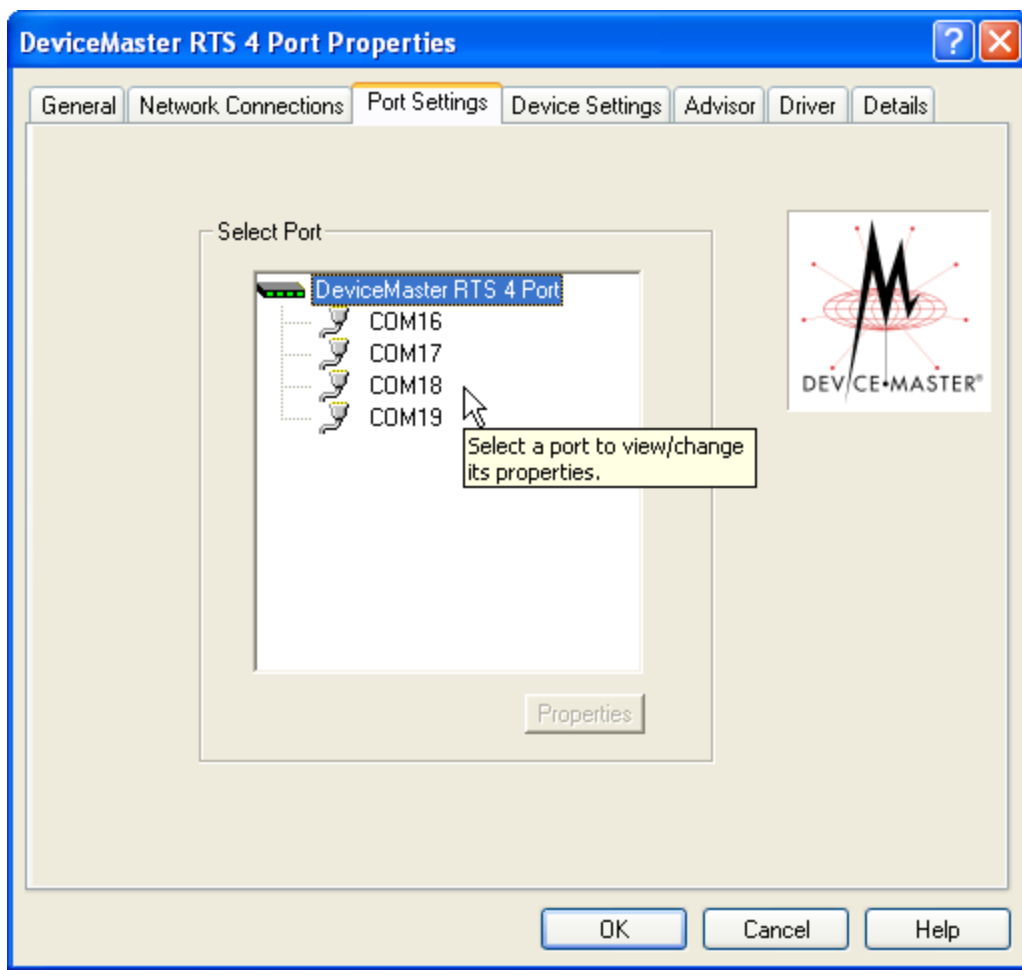 DeviceMaster RTS 4 Port Properties
General Network Connections Port Settings Device Settings Advisor Driver Details
Select Port
DeviceMaster RTS 4 Port
COM16
COM17
COM18
COM19
Select a port to view/change
its properties.
DEVICE•MASTER®
Properties
OK Cancel Help